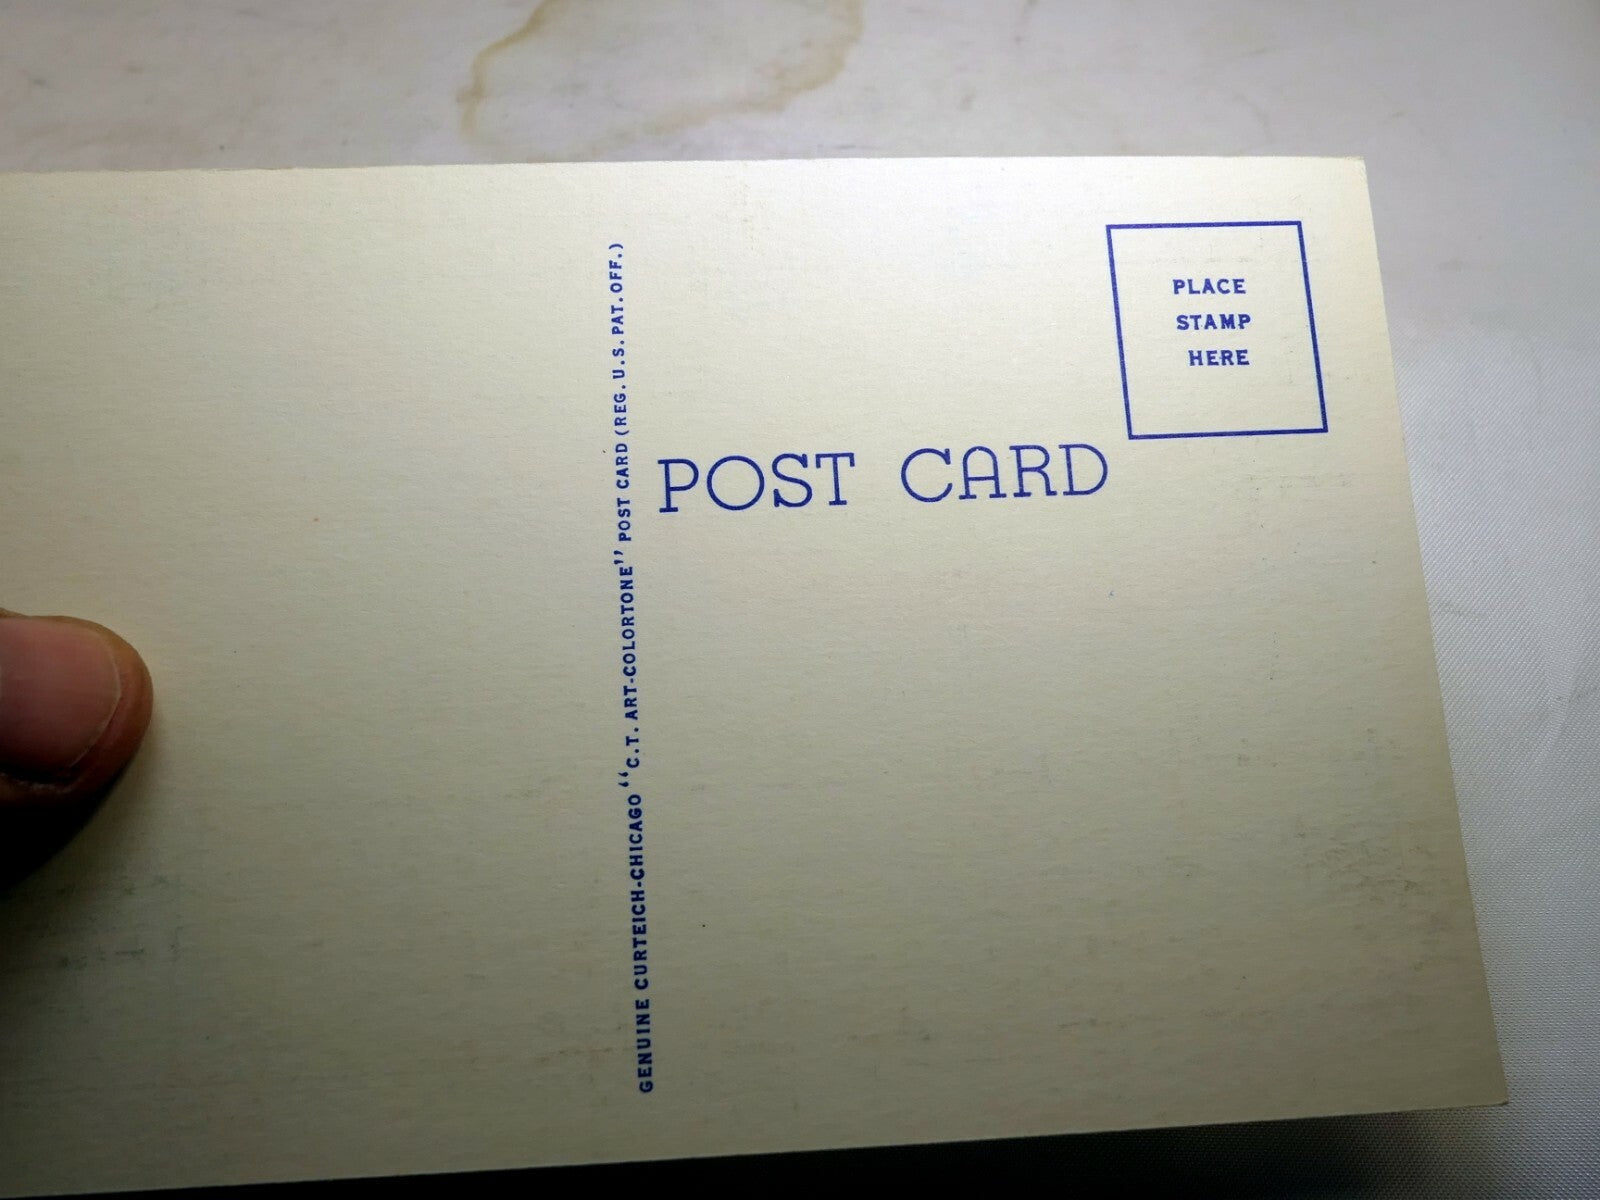 GENUINE CURTEICH-CHICAGO "C.T. ART-COLORTONE" POST CARD (REG. U.S. PAT. OFF.)
PLACE
STAMP
HERE
POST CARD